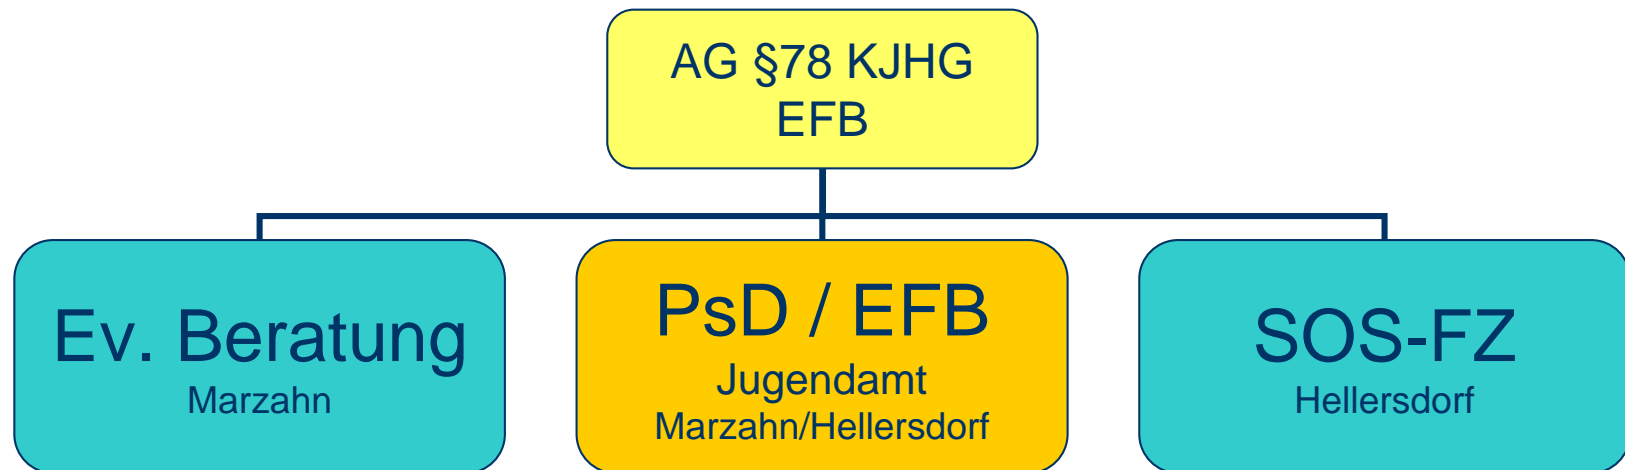 AG §78 KJHG
EFB
Ev. Beratung
Marzahn
PsD / EFB
Jugendamt
Marzahn/Hellersdorf
SOS-FZ
Hellersdorf